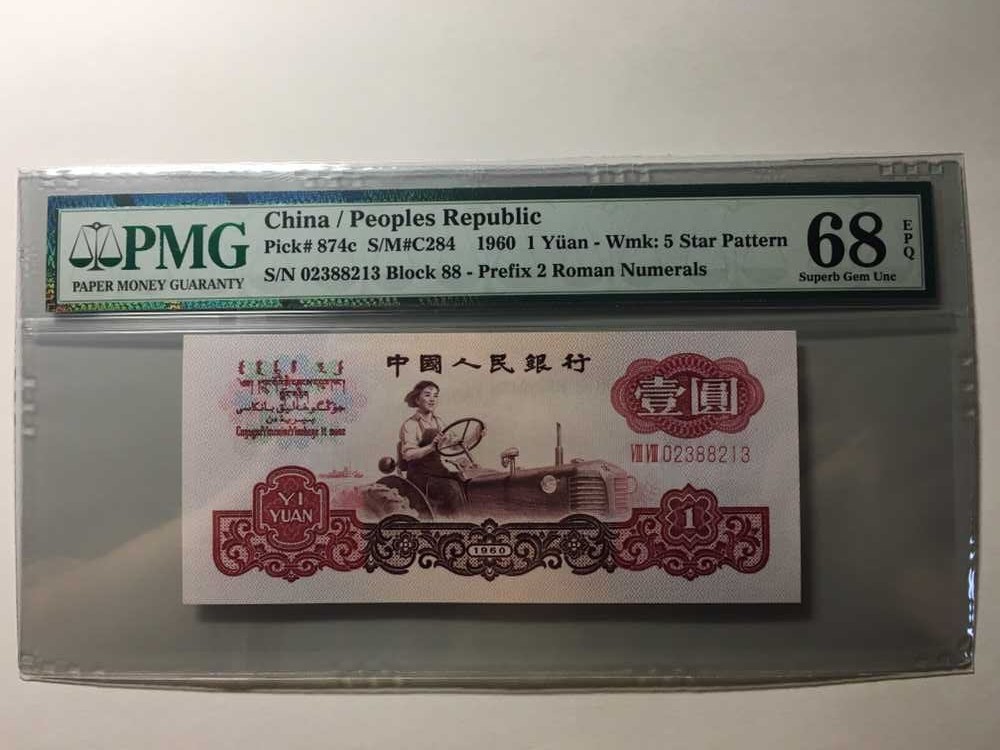 PMG
PAPER MONEY GUARANTY
China / Peoples Republic
Pick# 874c S/M#C284 1960 1 Yüan - Wmk: 5 Star Pattern
S/N 02388213 Block 88 - Prefix 2 Roman Numerals
68
EPQ
Superb Gem Unc
中國人民銀行
壹圓
VIII VIII 02388213
YI
YUAN
1960
1